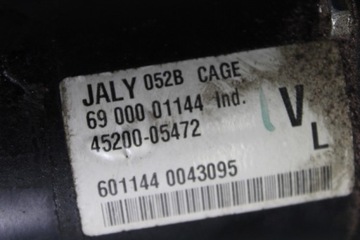 JALY 052B CAGE
69 000 01144 Ind. V
45200-05472 L
601144 0043095